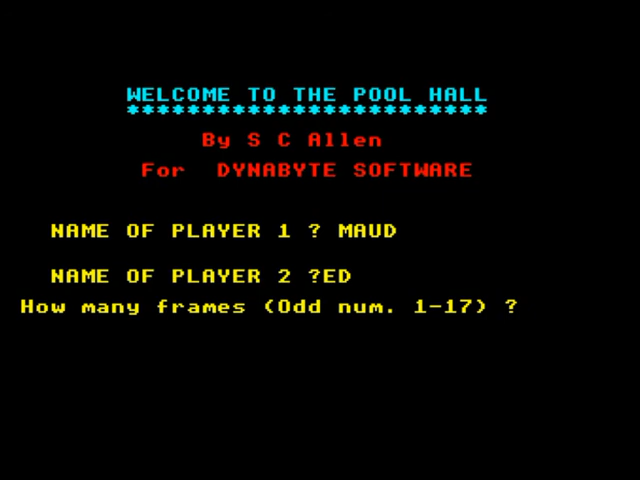 WELCOME TO THE POOL HALL
************************
By S C Allen
For DYNABYTE SOFTWARE
NAME OF PLAYER 1 ? MAUD
NAME OF PLAYER 2 ?ED
How many frames (Odd num. 1-17) ?